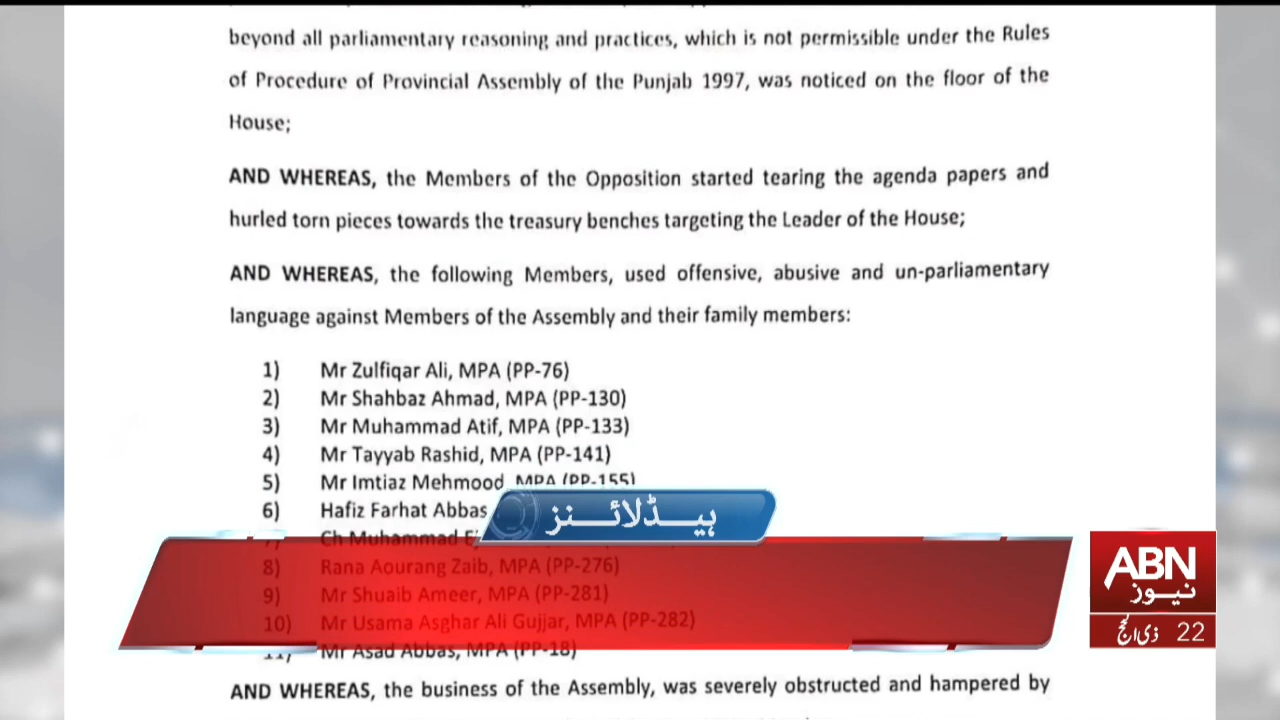 beyond all parliamentary reasoning and practices, which is not permissible under the Rules
of Procedure of Provincial Assembly of the Punjab 1997, was noticed on the floor of the
House;
AND WHEREAS, the Members of the Opposition started tearing the agenda papers and
hurled torn pieces towards the treasury benches targeting the Leader of the House;
AND WHEREAS, the following Members, used offensive, abusive and un-parliamentary
language against Members of the Assembly and their family members:
1) Mr Zulfiqar Ali, MPA (PP-76)
2) Mr Shahbaz Ahmad, MPA (PP-130)
3) Mr Muhammad Atif, MPA (PP-133)
4) Mr Tayyab Rashid, MPA (PP-141)
5) Mr Imtiaz Mehmood, MPA (PP-155)
6) Hafiz Farhat Abbas
ہیڈلائنز
Ch Muhammad
8) Rana Aourang Zaib, MPA (PP-276)
9) Mr Shuaib Ameer, MPA (PP-281)
10) Mr Usama Asghar Ali Gujjar, MPA (PP-282)
11) Mr Asad Abbas, MPA (PP-18)
AND WHEREAS, the business of the Assembly, was severely obstructed and hampered by
ABN
نیوز
22 ذی الحج